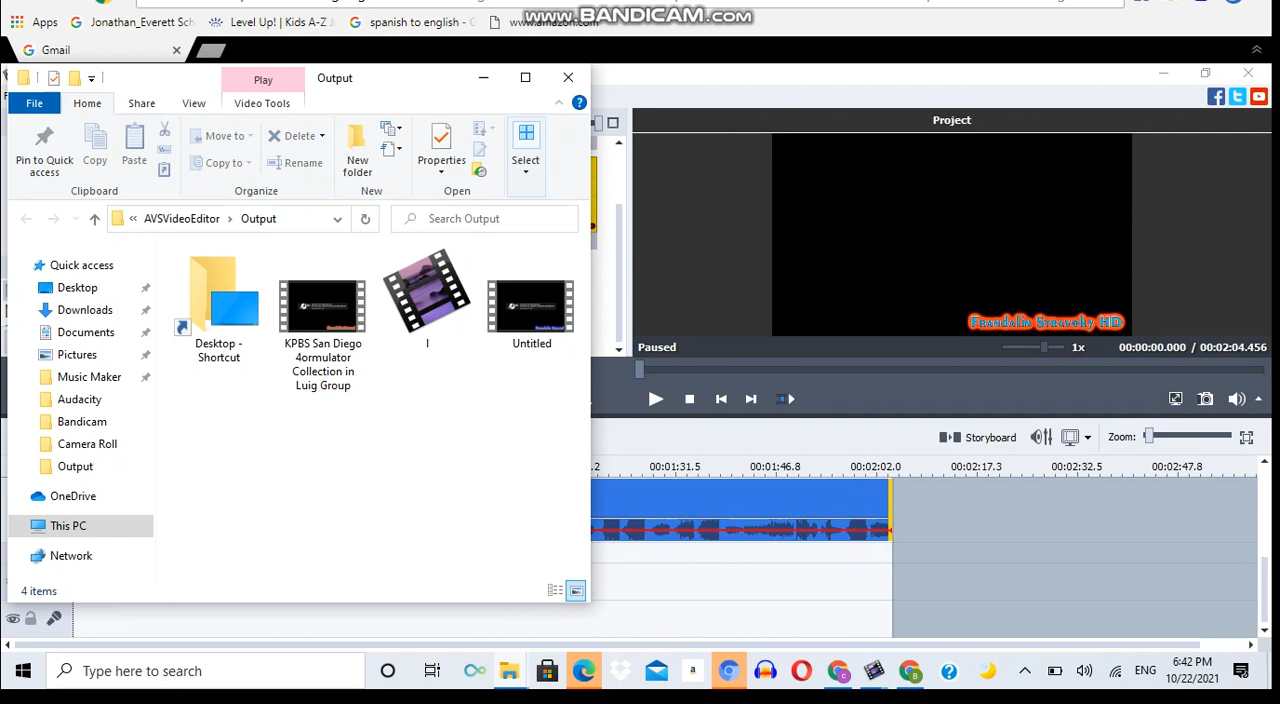 www.BANDICAM.com
Apps
Jonathan_Everett Sch
Level Up! | Kids A-Z
spanish to english -
www.amazon.com
Gmail
Play
Output
File
Home
Share
View
Video Tools
Pin to Quick access
Copy
Paste
Move to
Copy to
Delete
Rename
New folder
Properties
Select
Clipboard
Organize
New
Open
« AVSVideoEditor › Output
Search Output
Quick access
Desktop
Downloads
Documents
Pictures
Music Maker
Audacity
Bandicam
Camera Roll
Output
OneDrive
This PC
Network
Desktop - Shortcut
KPBS San Diego 4ormulator Collection in Luig Group
I
Untitled
4 items
Project
Frandalin Stravoky HD
Paused
1x
00:00:00.000 / 00:02:04.456
Storyboard
Zoom:
.2
00:01:31.5
00:01:46.8
00:02:02.0
00:02:17.3
00:02:32.5
00:02:47.8
Type here to search
ENG
6:42 PM
10/22/2021